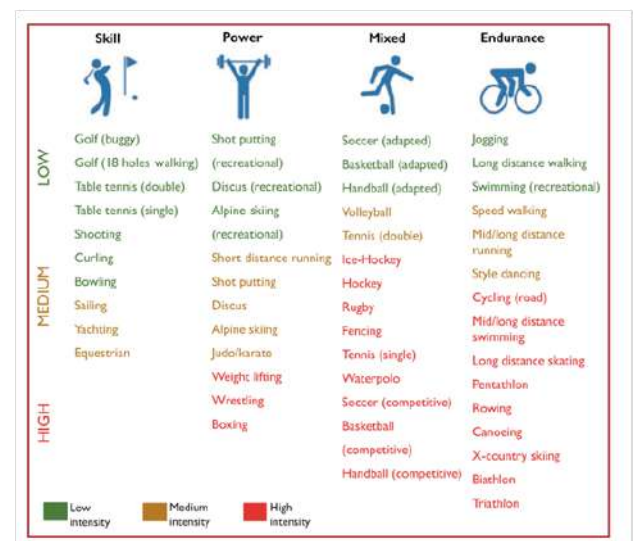 Skill
Power
Mixed
Endurance
LOW
MEDIUM
HIGH
Golf (buggy)
Golf (18 holes walking)
Table tennis (double)
Table tennis (single)
Shooting
Curling
Bowling
Sailing
Yachting
Equestrian
Shot putting
(recreational)
Discus (recreational)
Alpine skiing
(recreational)
Short distance running
Shot putting
Discus
Alpine skiing
Judo/karate
Weight lifting
Wrestling
Boxing
Soccer (adapted)
Basketball (adapted)
Handball (adapted)
Volleyball
Tennis (double)
Ice-Hockey
Hockey
Rugby
Fencing
Tennis (single)
Waterpolo
Soccer (competitive)
Basketball
(competitive)
Handball (competitive)
Jogging
Long distance walking
Swimming (recreational)
Speed walking
Mid/long distance
running
Style dancing
Cycling (road)
Mid/long distance
swimming
Long distance skating
Pentathlon
Rowing
Canoeing
X-country skiing
Biathlon
Triathlon
Low
intensity
Medium
intensity
High
intensity